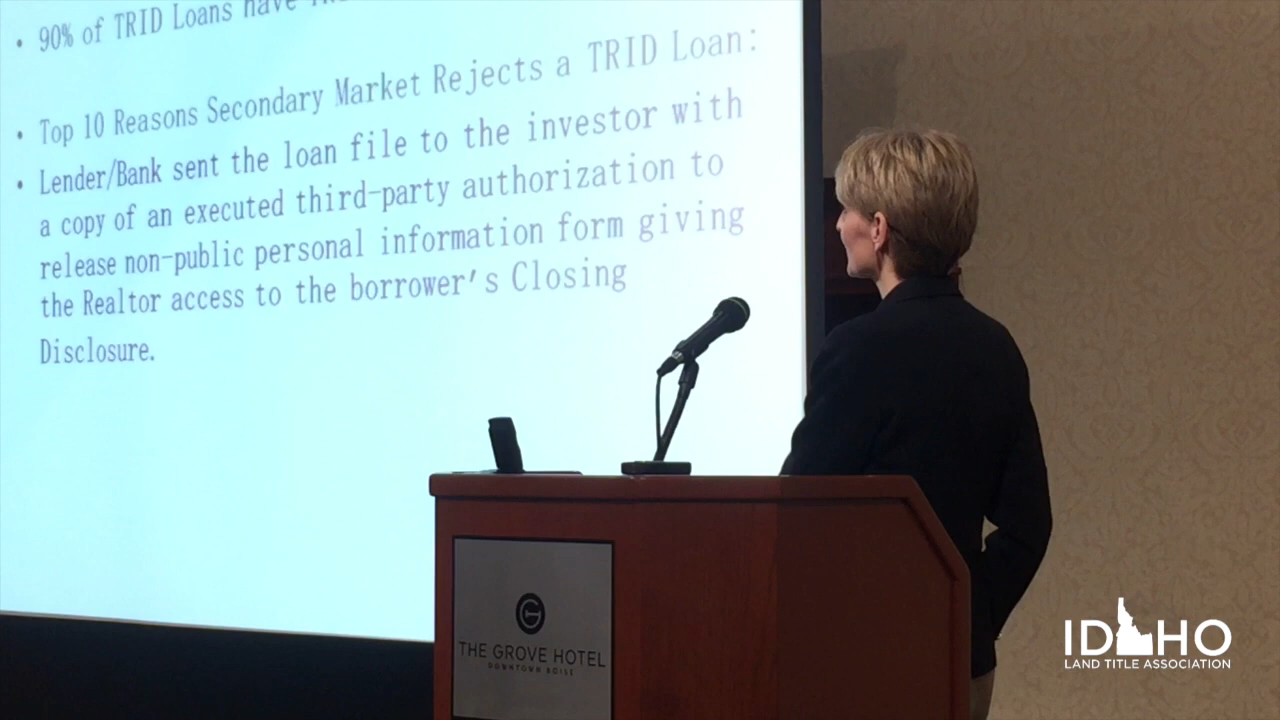 • 90% of TRID Loans have
• Top 10 Reasons Secondary Market Rejects a TRID Loan:
• Lender/Bank sent the loan file to the investor with
a copy of an executed third-party authorization to
release non-public personal information form giving
the Realtor access to the borrower's Closing
Disclosure.
G
THE GROVE HOTEL
DOWNTOWN BOISE
IDAHO
LAND TITLE ASSOCIATION